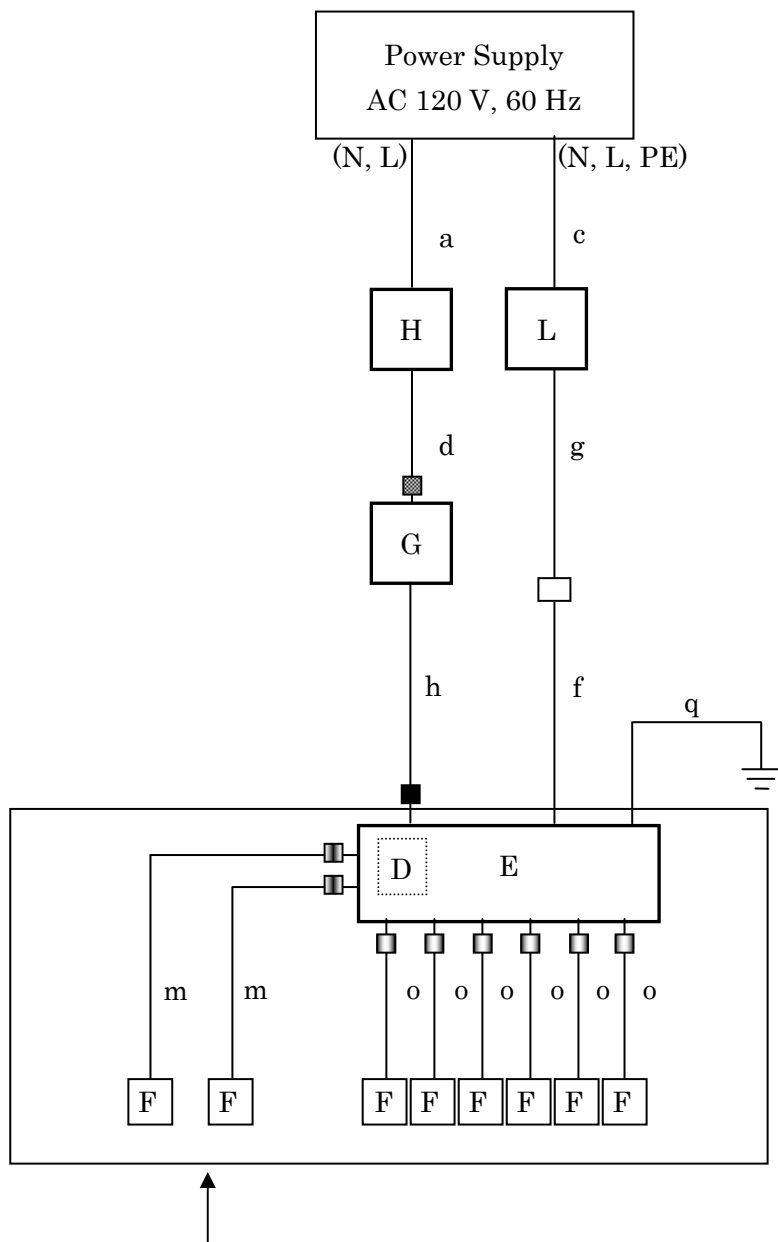 Power Supply
AC 120 V, 60 Hz
(N, L) (N, L, PE)
a c
H L
d g
G
h f q
D E
m m o o o o o o
F F F F F F F F